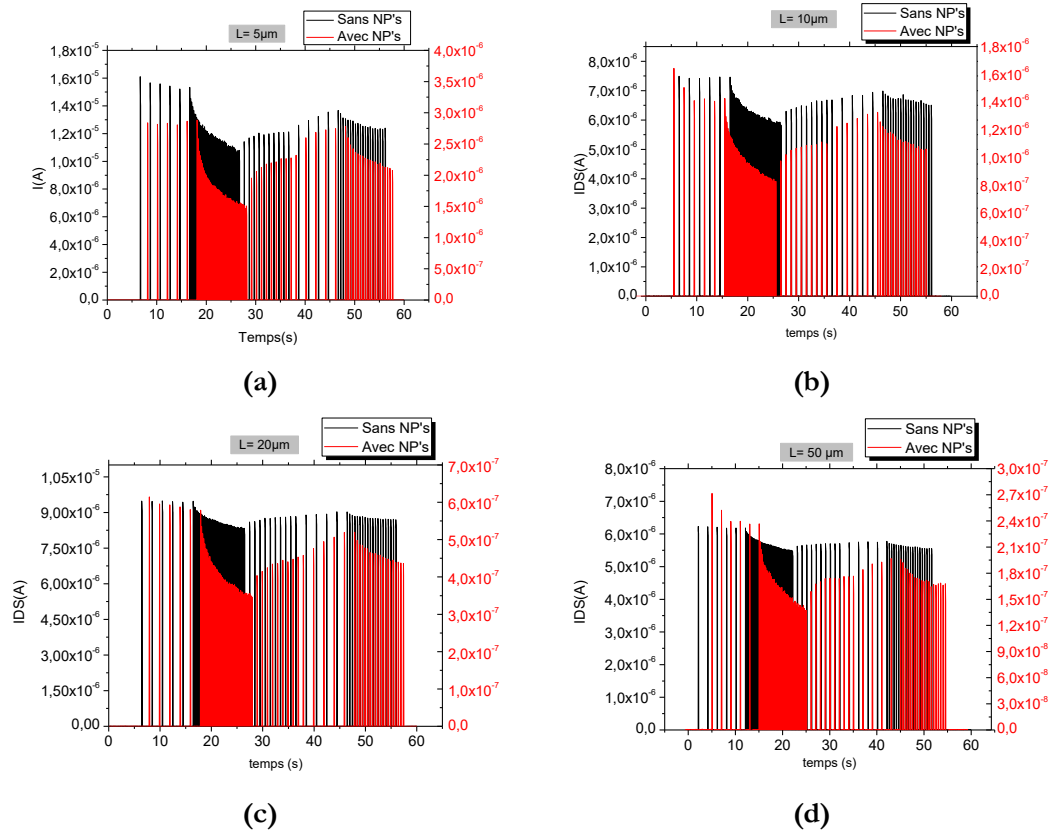 L= 5µm
Sans NP's
Avec NP's
1,8x10⁻⁵
1,6x10⁻⁵
1,4x10⁻⁵
1,2x10⁻⁵
1,0x10⁻⁵
8,0x10⁻⁶
6,0x10⁻⁶
4,0x10⁻⁶
2,0x10⁻⁶
0,0
I(A)
4,0x10⁻⁶
3,5x10⁻⁶
3,0x10⁻⁶
2,5x10⁻⁶
2,0x10⁻⁶
1,5x10⁻⁶
1,0x10⁻⁶
5,0x10⁻⁷
0,0
0 10 20 30 40 50 60
Temps(s)
(a)
L= 10µm
Sans NP's
Avec NP's
8,0x10⁻⁶
7,0x10⁻⁶
6,0x10⁻⁶
5,0x10⁻⁶
4,0x10⁻⁶
3,0x10⁻⁶
2,0x10⁻⁶
1,0x10⁻⁶
0,0
IDS(A)
1,8x10⁻⁶
1,6x10⁻⁶
1,4x10⁻⁶
1,2x10⁻⁶
1,0x10⁻⁶
8,0x10⁻⁷
6,0x10⁻⁷
4,0x10⁻⁷
2,0x10⁻⁷
0,0
0 10 20 30 40 50 60
temps (s)
(b)
L= 20µm
Sans NP's
Avec NP's
1,05x10⁻⁵
9,00x10⁻⁶
7,50x10⁻⁶
6,00x10⁻⁶
4,50x10⁻⁶
3,00x10⁻⁶
1,50x10⁻⁶
0,00
IDS(A)
7,0x10⁻⁷
6,0x10⁻⁷
5,0x10⁻⁷
4,0x10⁻⁷
3,0x10⁻⁷
2,0x10⁻⁷
1,0x10⁻⁷
0,0
0 10 20 30 40 50 60
temps (s)
(c)
L= 50 µm
Sans NP's
Avec NP's
8,0x10⁻⁶
7,0x10⁻⁶
6,0x10⁻⁶
5,0x10⁻⁶
4,0x10⁻⁶
3,0x10⁻⁶
2,0x10⁻⁶
1,0x10⁻⁶
0,0
IDS(A)
3,0x10⁻⁷
2,7x10⁻⁷
2,4x10⁻⁷
2,1x10⁻⁷
1,8x10⁻⁷
1,5x10⁻⁷
1,2x10⁻⁷
9,0x10⁻⁸
6,0x10⁻⁸
3,0x10⁻⁸
0,0
0 10 20 30 40 50 60
temps (s)
(d)